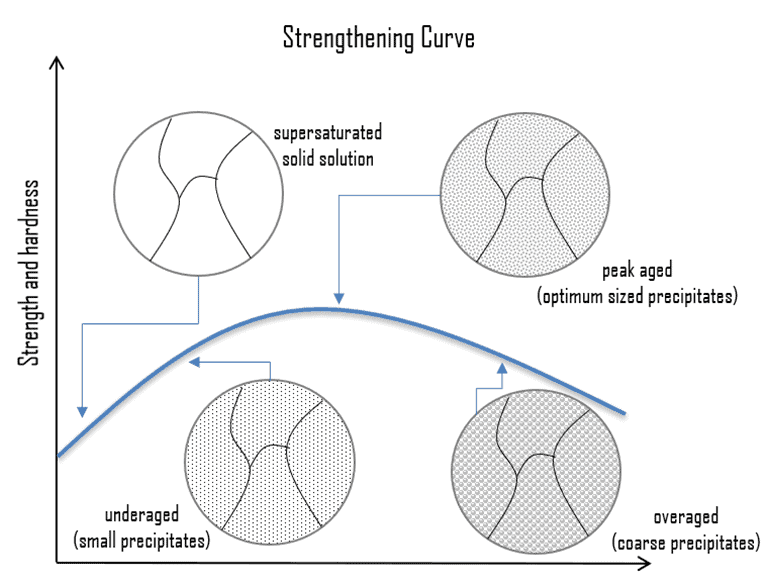 Strengthening Curve
Strength and hardness
supersaturated
solid solution
peak aged
(optimum sized precipitates)
underaged
(small precipitates)
overaged
(coarse precipitates)